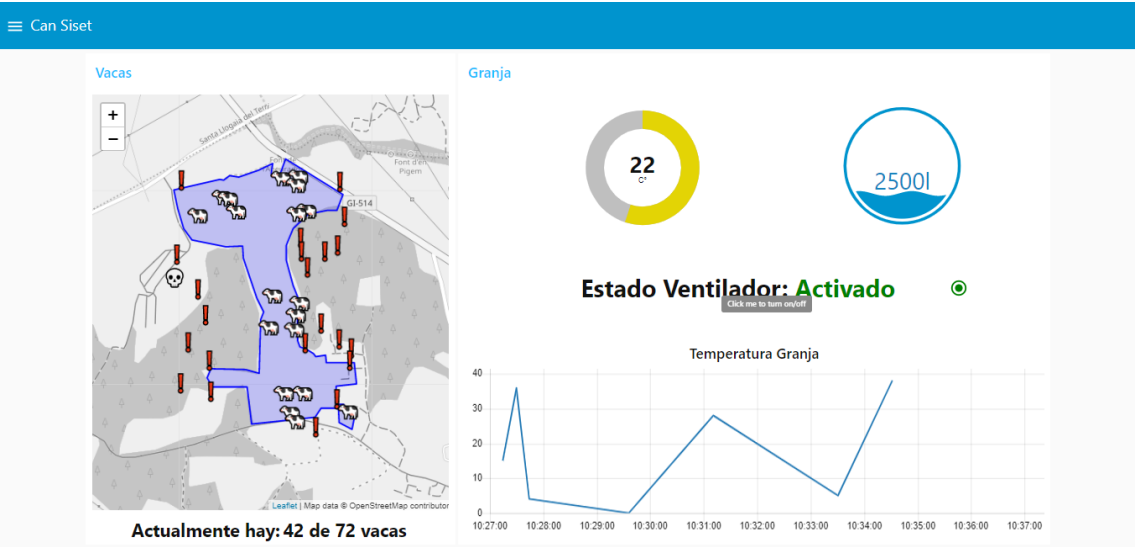 Can Siset
Vacas
+
−
Santa Llogaia del Terri
Font d'en
Pigem
GI-514
Leaflet | Map data © OpenStreetMap contributor
Actualmente hay: 42 de 72 vacas
Granja
22
C°
2500l
Estado Ventilador: Activado
Click me to turn on/off
Temperatura Granja
40
30
20
10
0
10:27:00 10:28:00 10:29:00 10:30:00 10:31:00 10:32:00 10:33:00 10:34:00 10:35:00 10:36:00 10:37:00